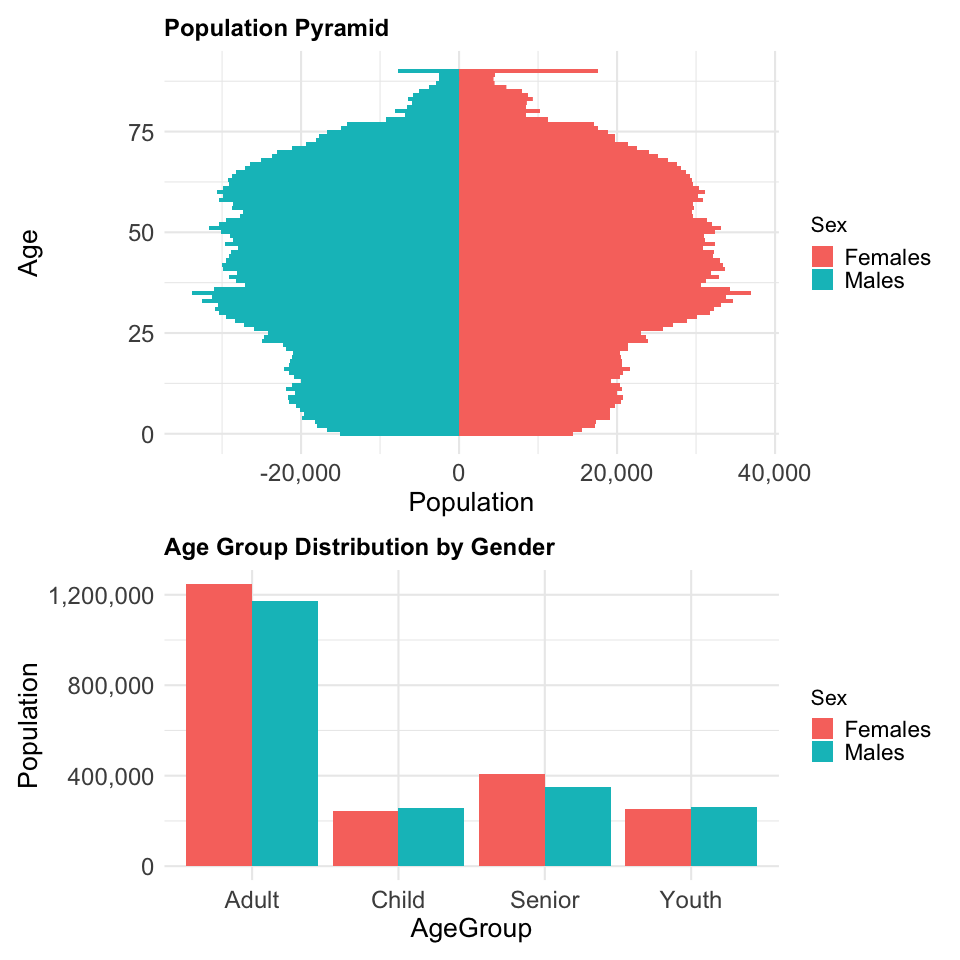 Population Pyramid
75
50
25
0
Age
-20,000 0 20,000 40,000
Population
Sex
Females
Males
Age Group Distribution by Gender
1,200,000
800,000
400,000
0
Population
Adult Child Senior Youth
AgeGroup
Sex
Females
Males